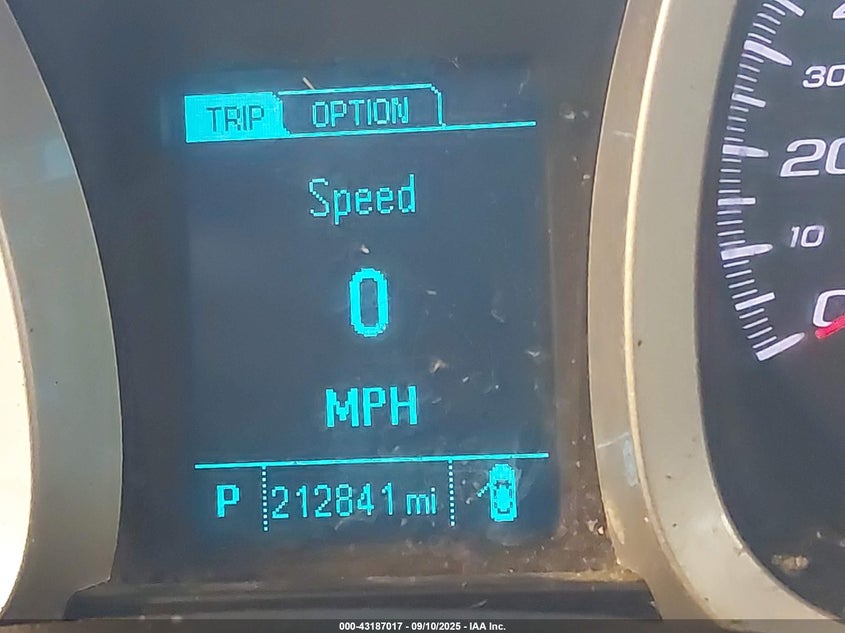 TRIP OPTION
Speed
0
MPH
P 212841 mi
30
20
10
0
000-43187017 - 09/10/2025 - IAA Inc.